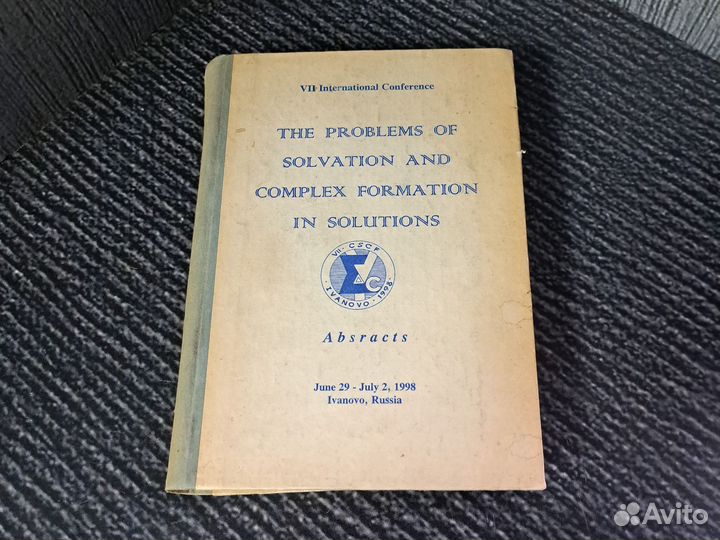 VII International Conference
THE PROBLEMS OF
SOLVATION AND
COMPLEX FORMATION
IN SOLUTIONS
VII · CSCF
· IVANOVO · 1998 ·
Absracts
June 29 - July 2, 1998
Ivanovo, Russia
Avito